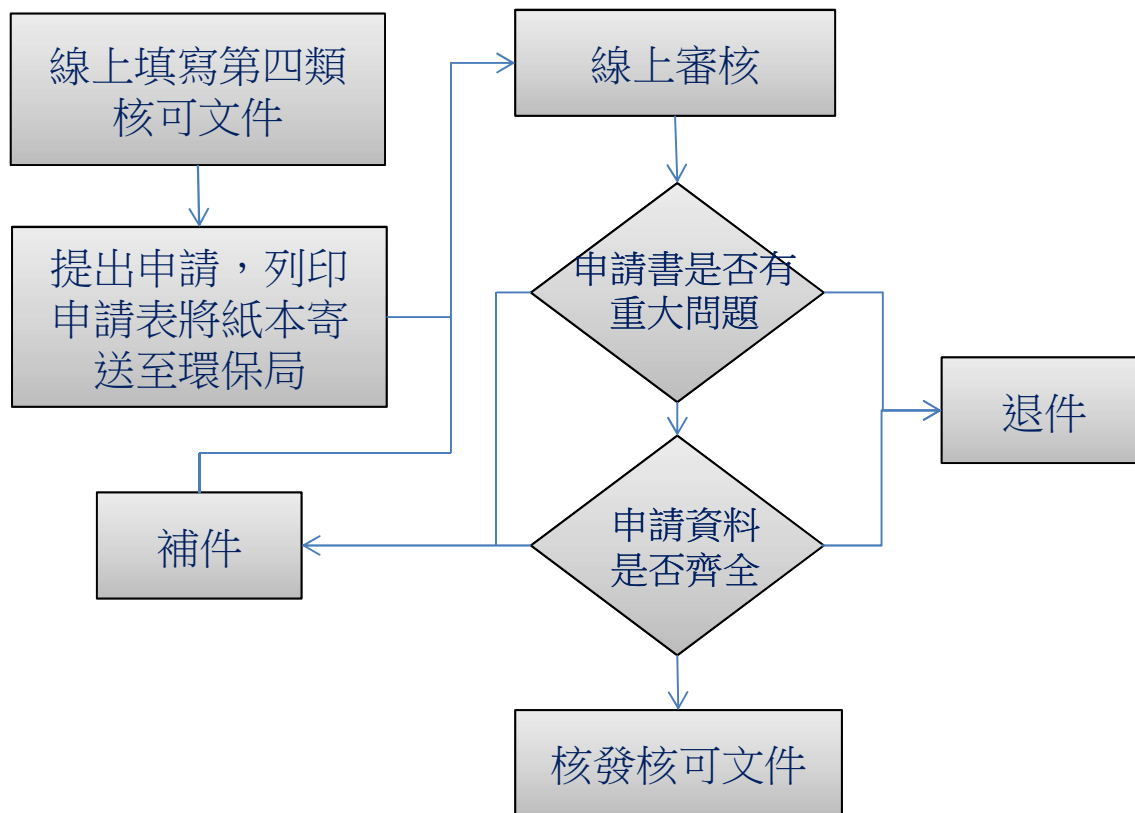 線上填寫第四類
核可文件
提出申請，列印
申請表將紙本寄
送至環保局
補件
線上審核
申請書是否有
重大問題
申請資料
是否齊全
退件
核發核可文件